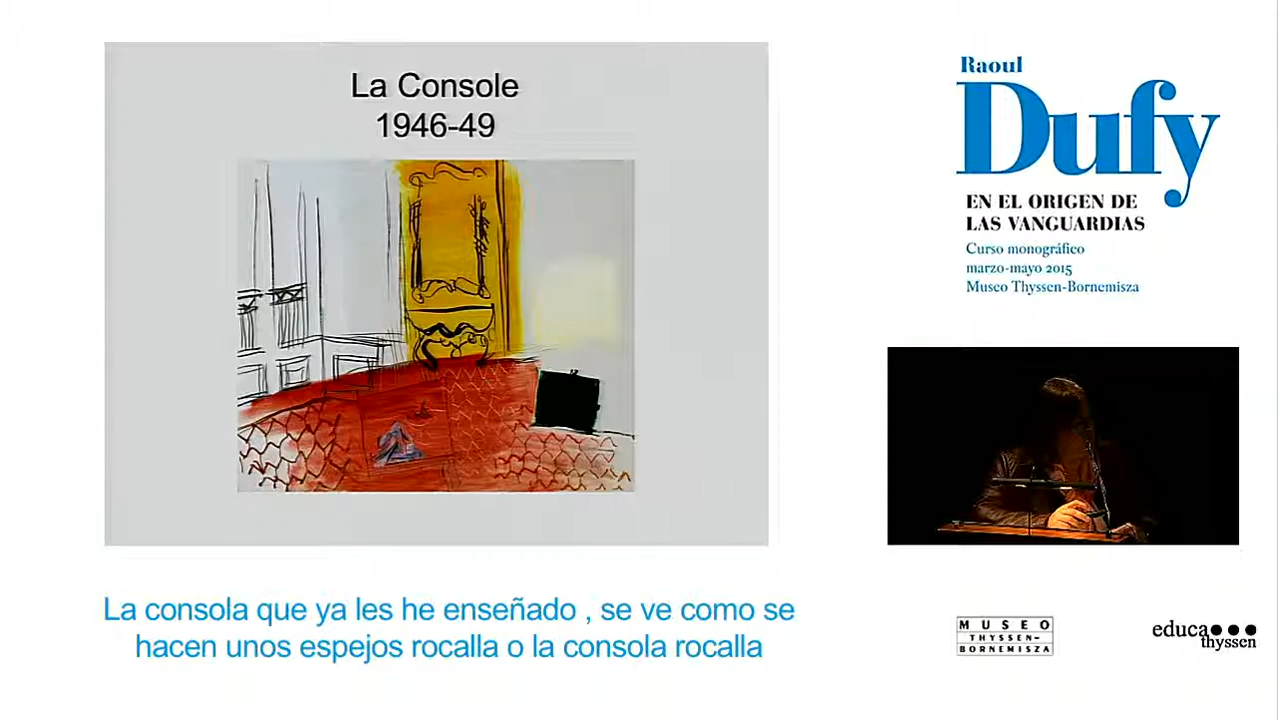 La Console
1946-49
Raoul
Dufy
EN EL ORIGEN DE
LAS VANGUARDIAS
Curso monográfico
marzo-mayo 2015
Museo Thyssen-Bornemisza
La consola que ya les he enseñado , se ve como se
hacen unos espejos rocalla o la consola rocalla
MUSEO
THYSSEN-
BORNEMISZA
educa
thyssen